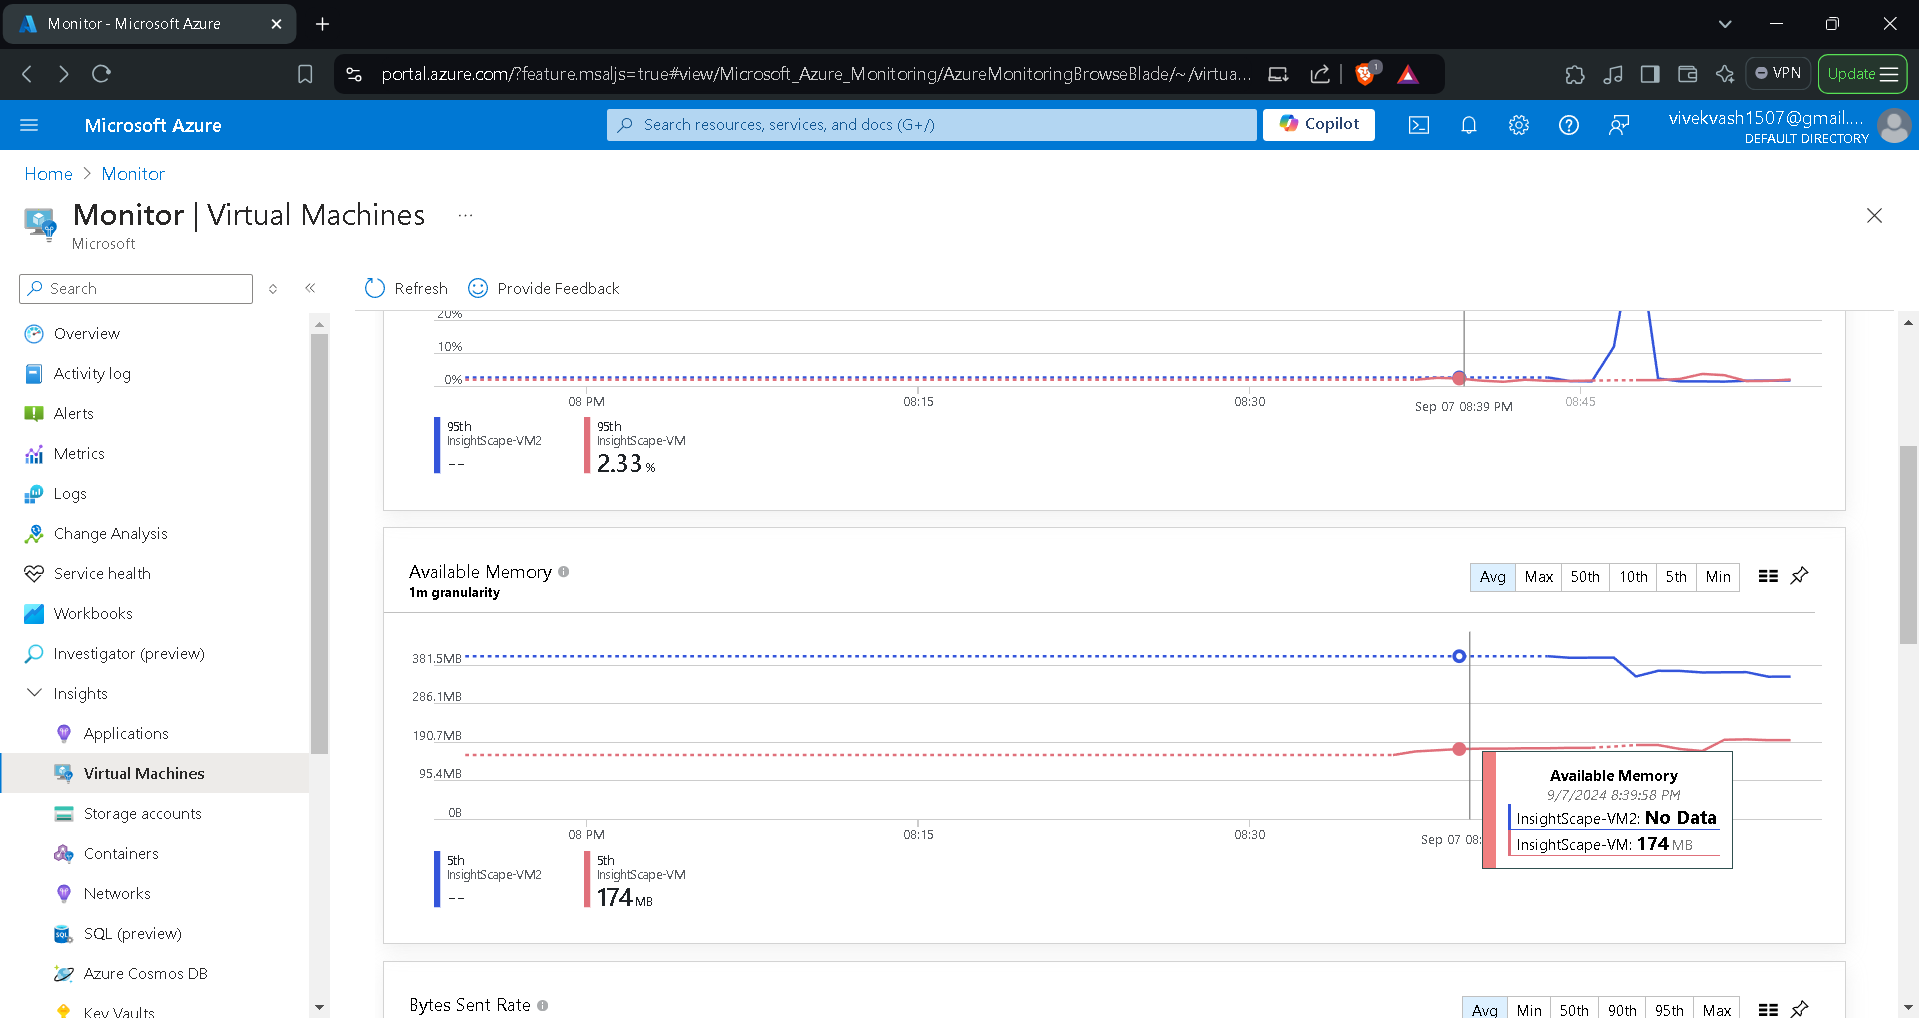 Monitor - Microsoft Azure
portal.azure.com/?feature.msaljs=true#view/Microsoft_Azure_Monitoring/AzureMonitoringBrowseBlade/~/virtua...
1
VPN
Update
Microsoft Azure
Search resources, services, and docs (G+/)
Copilot
vivekvash1507@gmail....
DEFAULT DIRECTORY
Home > Monitor
Monitor | Virtual Machines ...
Microsoft
Search
Refresh
Provide Feedback
Overview
Activity log
Alerts
Metrics
Logs
Change Analysis
Service health
Workbooks
Investigator (preview)
Insights
Applications
Virtual Machines
Storage accounts
Containers
Networks
SQL (preview)
Azure Cosmos DB
Key Vaults
20%
10%
0%
08 PM
08:15
08:30
Sep 07 08:39 PM
08:45
95th
InsightScape-VM2
--
95th
InsightScape-VM
2.33 %
Available Memory
1m granularity
Avg Max 50th 10th 5th Min
381.5MB
286.1MB
190.7MB
95.4MB
0B
08 PM
08:15
08:30
Sep 07 08:
Available Memory
9/7/2024 8:39:58 PM
InsightScape-VM2: No Data
InsightScape-VM: 174 MB
5th
InsightScape-VM2
--
5th
InsightScape-VM
174 MB
Bytes Sent Rate
Avg Min 50th 90th 95th Max